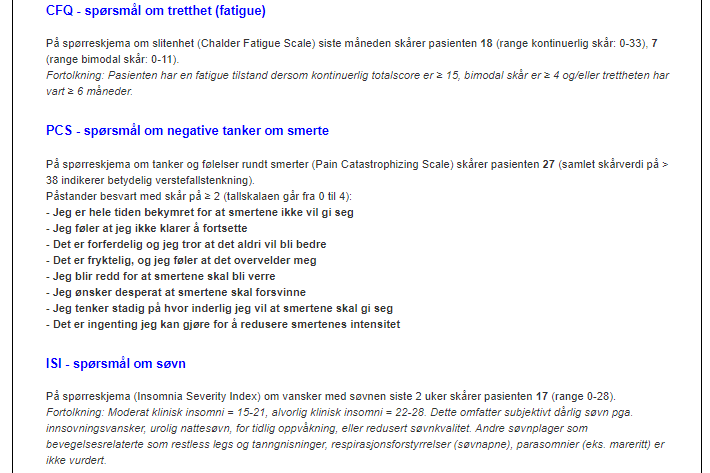 CFQ - spørsmål om tretthet (fatigue)
På spørreskjema om slitenhet (Chalder Fatigue Scale) siste måneden skårer pasienten 18 (range kontinuerlig skår: 0-33), 7
(range bimodal skår: 0-11).
Fortolkning: Pasienten har en fatigue tilstand dersom kontinuerlig totalscore er ≥ 15, bimodal skår er ≥ 4 og/eller trettheten har
vart ≥ 6 måneder.
PCS - spørsmål om negative tanker om smerte
På spørreskjema om tanker og følelser rundt smerter (Pain Catastrophizing Scale) skårer pasienten 27 (samlet skårverdi på >
38 indikerer betydelig verstefallstenkning).
Påstander besvart med skår på ≥ 2 (tallskalaen går fra 0 til 4):
- Jeg er hele tiden bekymret for at smertene ikke vil gi seg
- Jeg føler at jeg ikke klarer å fortsette
- Det er forferdelig og jeg tror at det aldri vil bli bedre
- Det er fryktelig, og jeg føler at det overvelder meg
- Jeg blir redd for at smertene skal bli verre
- Jeg ønsker desperat at smertene skal forsvinne
- Jeg tenker stadig på hvor inderlig jeg vil at smertene skal gi seg
- Det er ingenting jeg kan gjøre for å redusere smertenes intensitet
ISI - spørsmål om søvn
På spørreskjema (Insomnia Severity Index) om vansker med søvnen siste 2 uker skårer pasienten 17 (range 0-28).
Fortolkning: Moderat klinisk insomni = 15-21, alvorlig klinisk insomni = 22-28. Dette omfatter subjektivt dårlig søvn pga.
innsovningsvansker, urolig nattesøvn, for tidlig oppvåkning, eller redusert søvnkvalitet. Andre søvnplager som
bevegelsesrelaterte som restless legs og tanngnisninger, respirasjonsforstyrrelser (søvnapne), parasomnier (eks. mareritt) er
ikke vurdert.